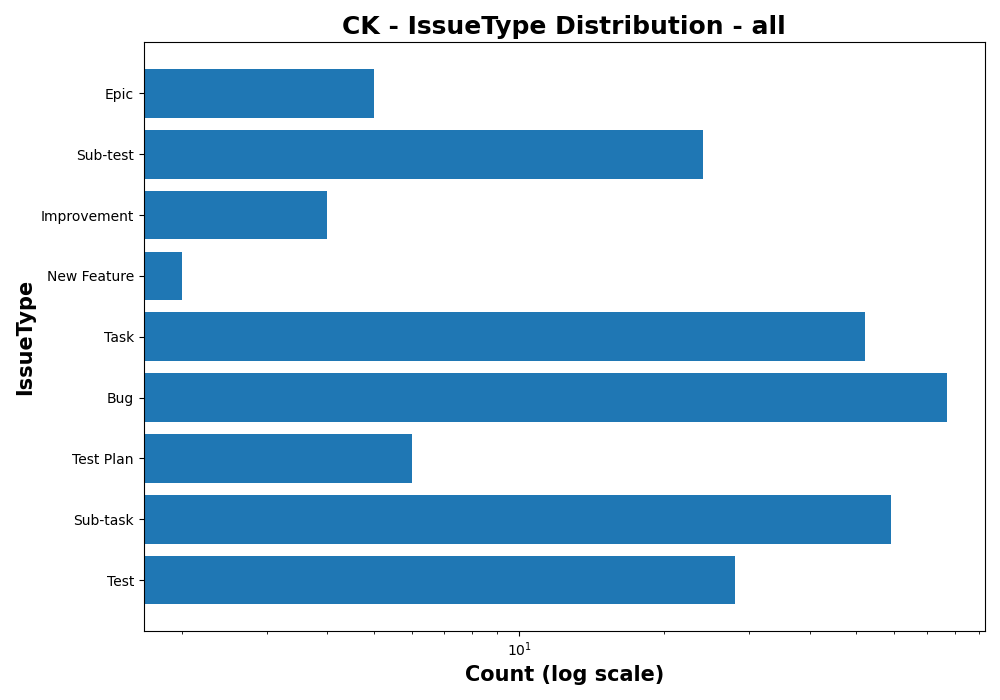 CK - IssueType Distribution - all
Epic
Sub-test
Improvement
New Feature
Task
Bug
Test Plan
Sub-task
Test
IssueType
10¹
Count (log scale)